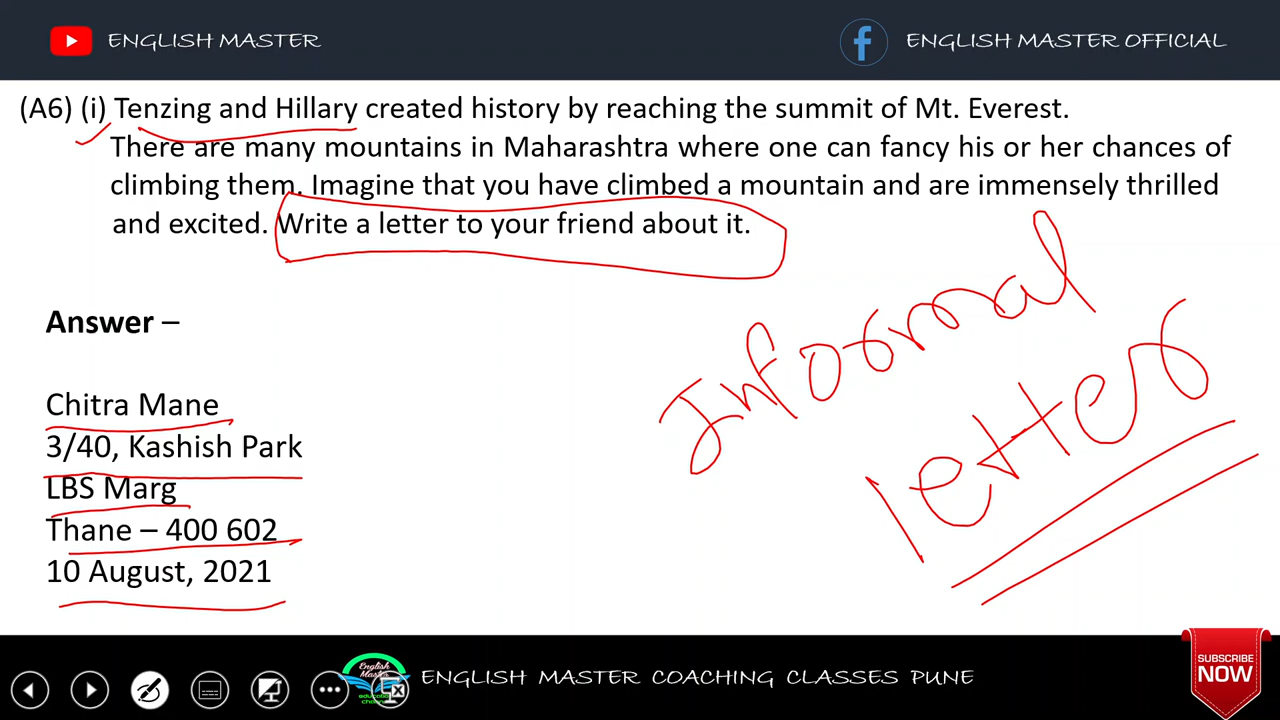 ENGLISH MASTER
ENGLISH MASTER OFFICIAL
(A6) (i) Tenzing and Hillary created history by reaching the summit of Mt. Everest.
There are many mountains in Maharashtra where one can fancy his or her chances of
climbing them. Imagine that you have climbed a mountain and are immensely thrilled
and excited. Write a letter to your friend about it.
Informal
letter
Answer –
Chitra Mane
3/40, Kashish Park
LBS Marg
Thane – 400 602
10 August, 2021
English
Master
ENGLISH MASTER COACHING CLASSES PUNE
SUBSCRIBE
NOW